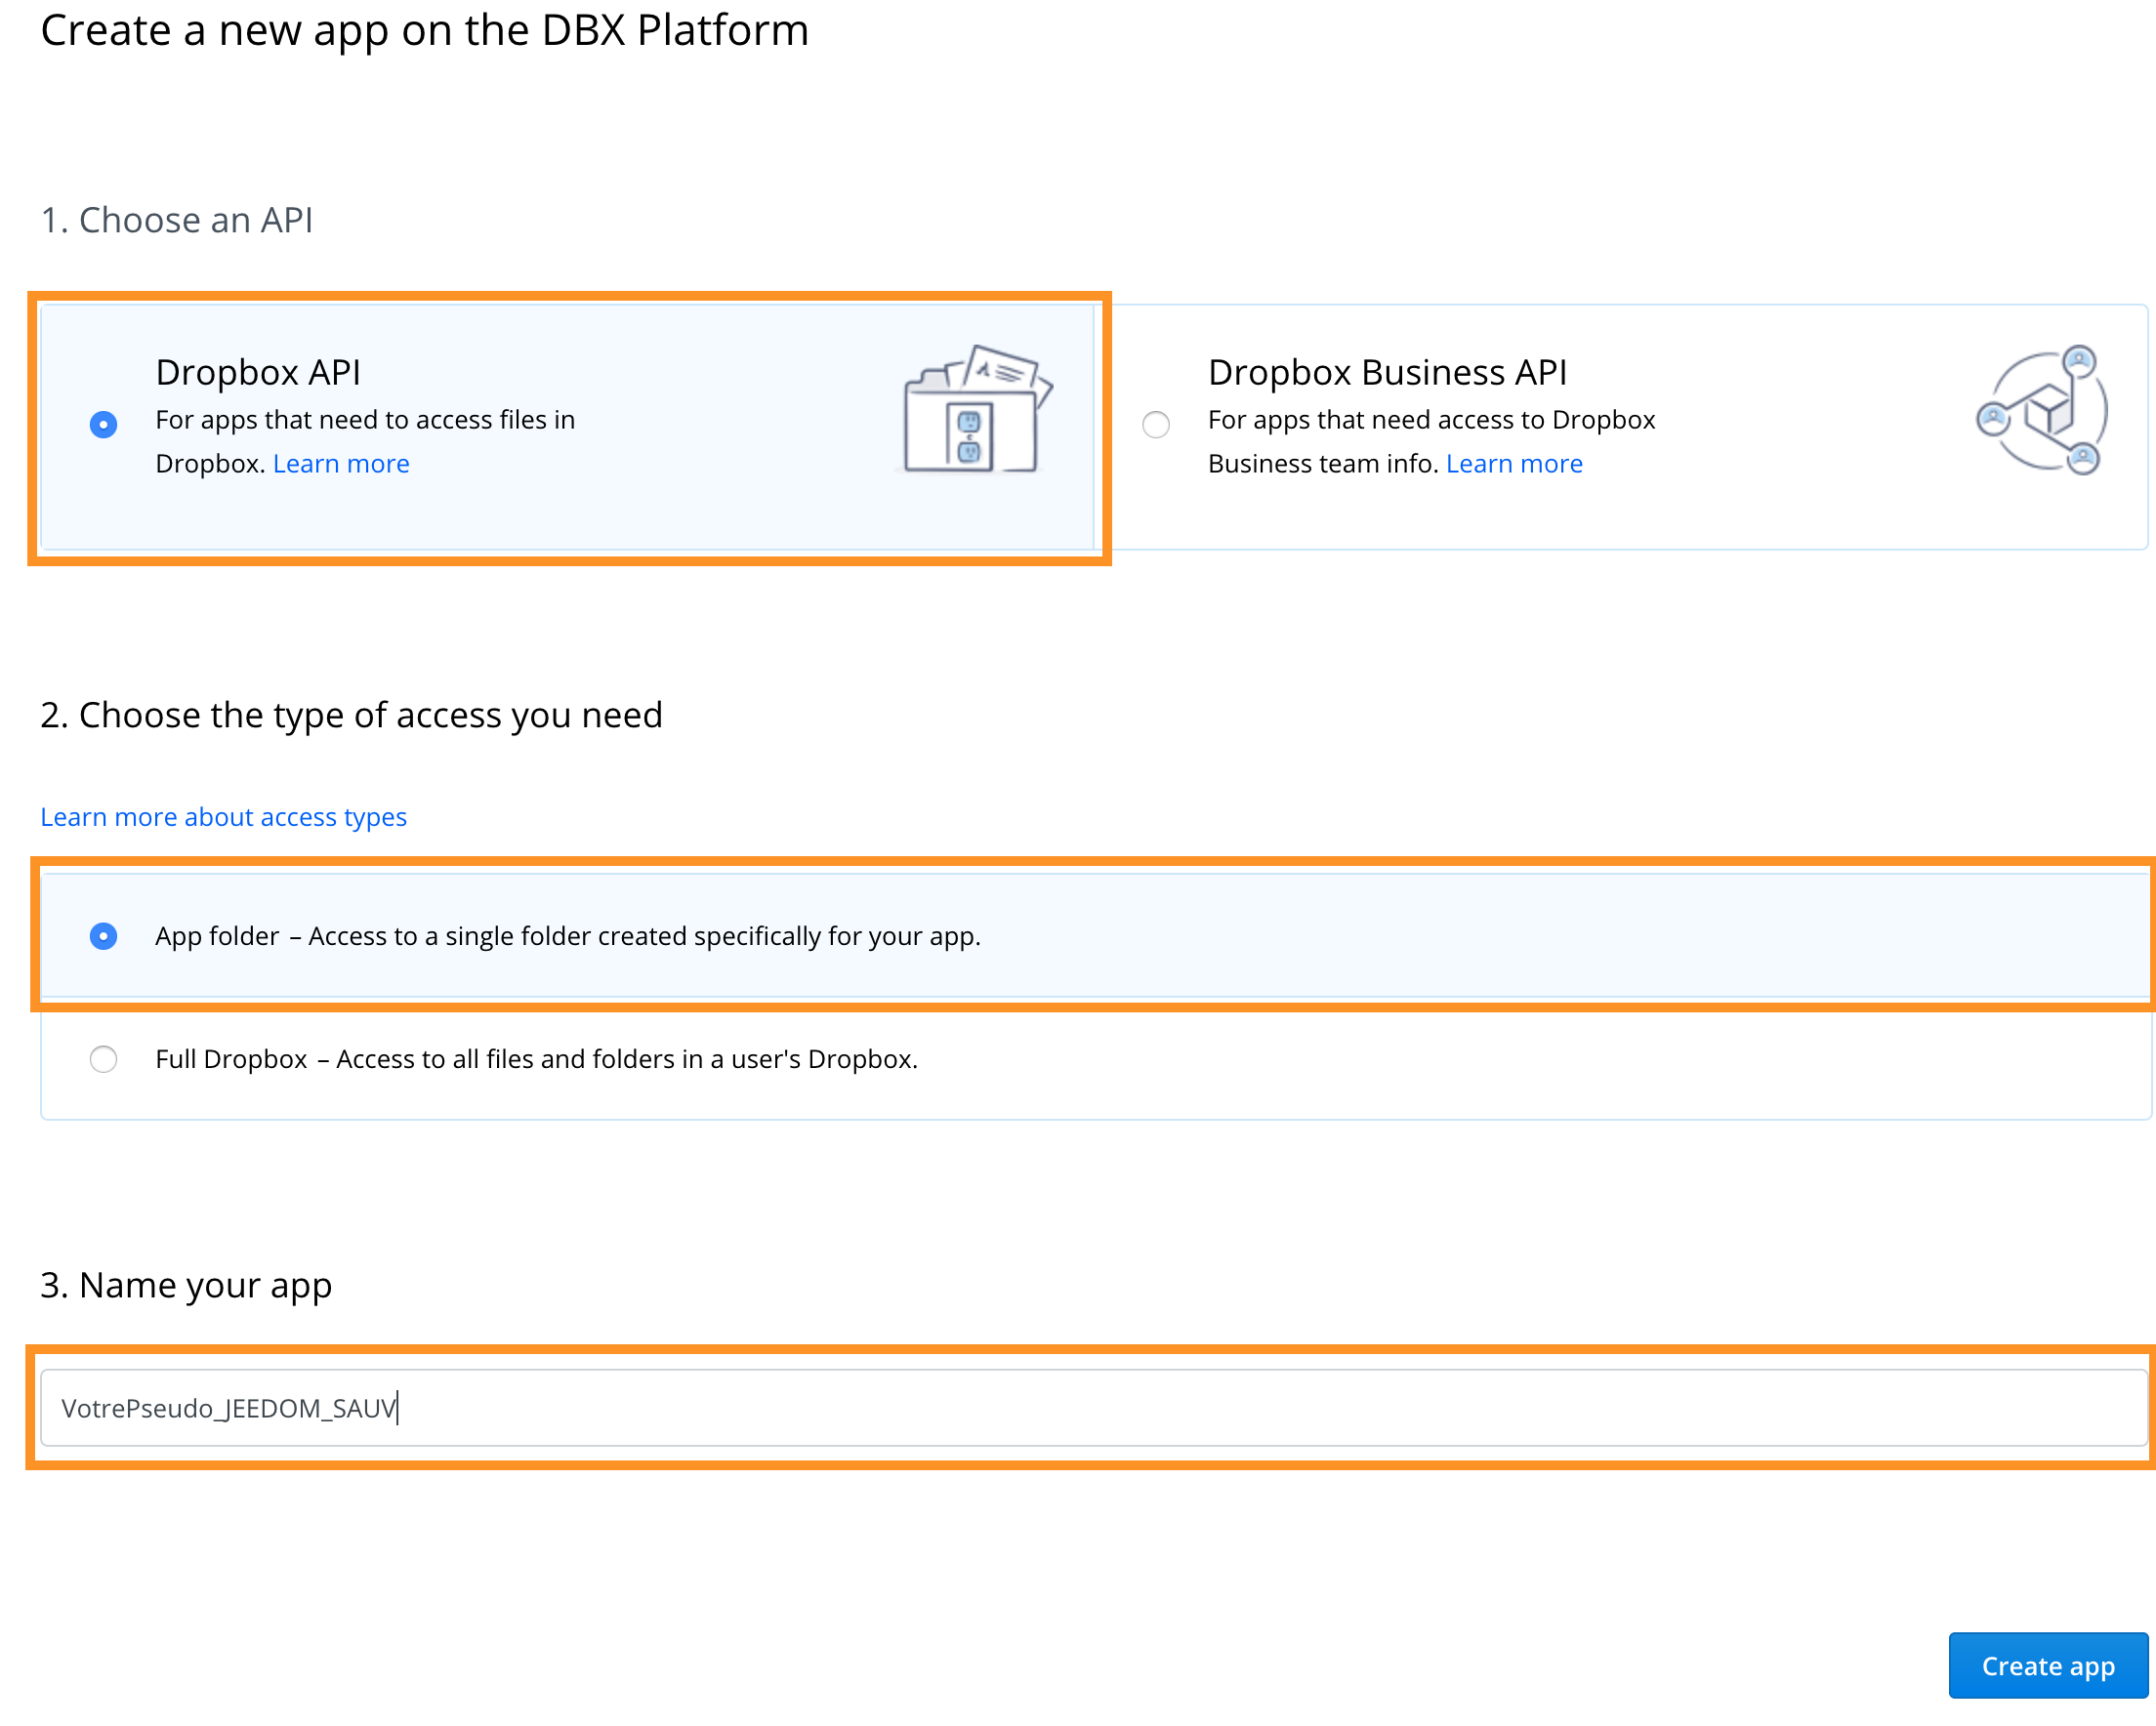 Create a new app on the DBX Platform
1. Choose an API
Dropbox API
For apps that need to access files in
Dropbox. Learn more
Dropbox Business API
For apps that need access to Dropbox
Business team info. Learn more
2. Choose the type of access you need
Learn more about access types
App folder – Access to a single folder created specifically for your app.
Full Dropbox – Access to all files and folders in a user's Dropbox.
3. Name your app
VotrePseudo_JEEDOM_SAUV
Create app